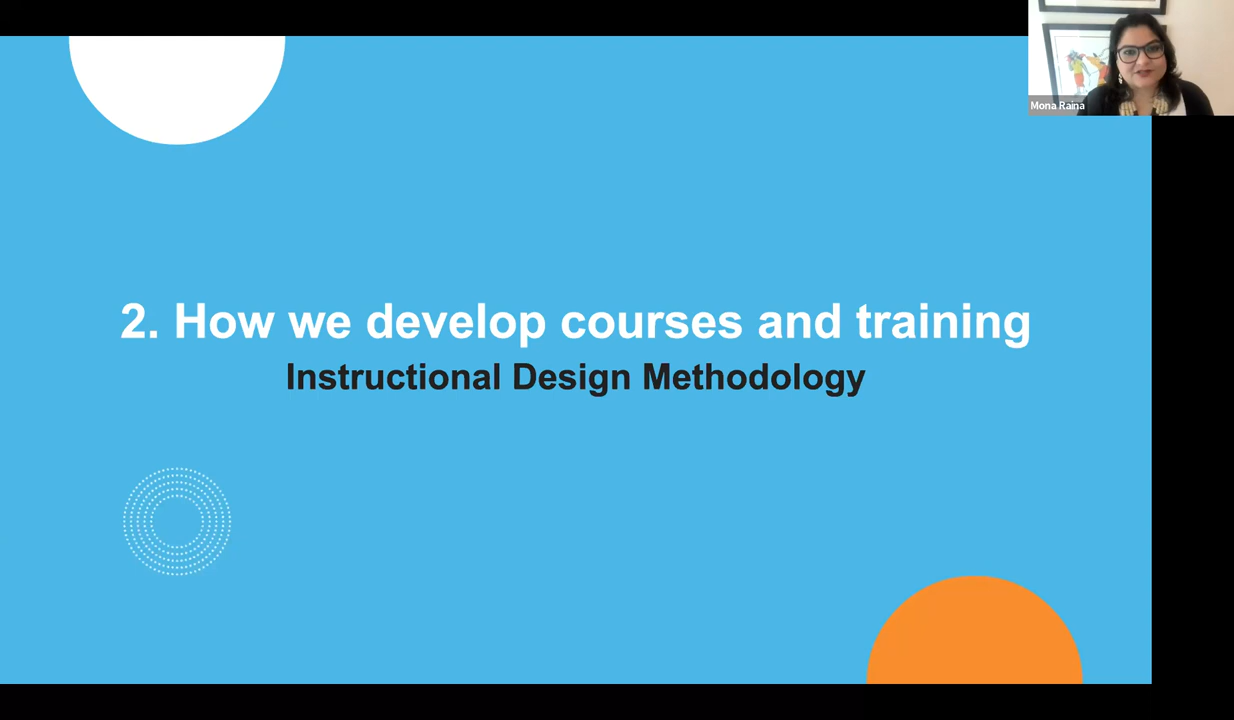 Mona Raina
2. How we develop courses and training
Instructional Design Methodology